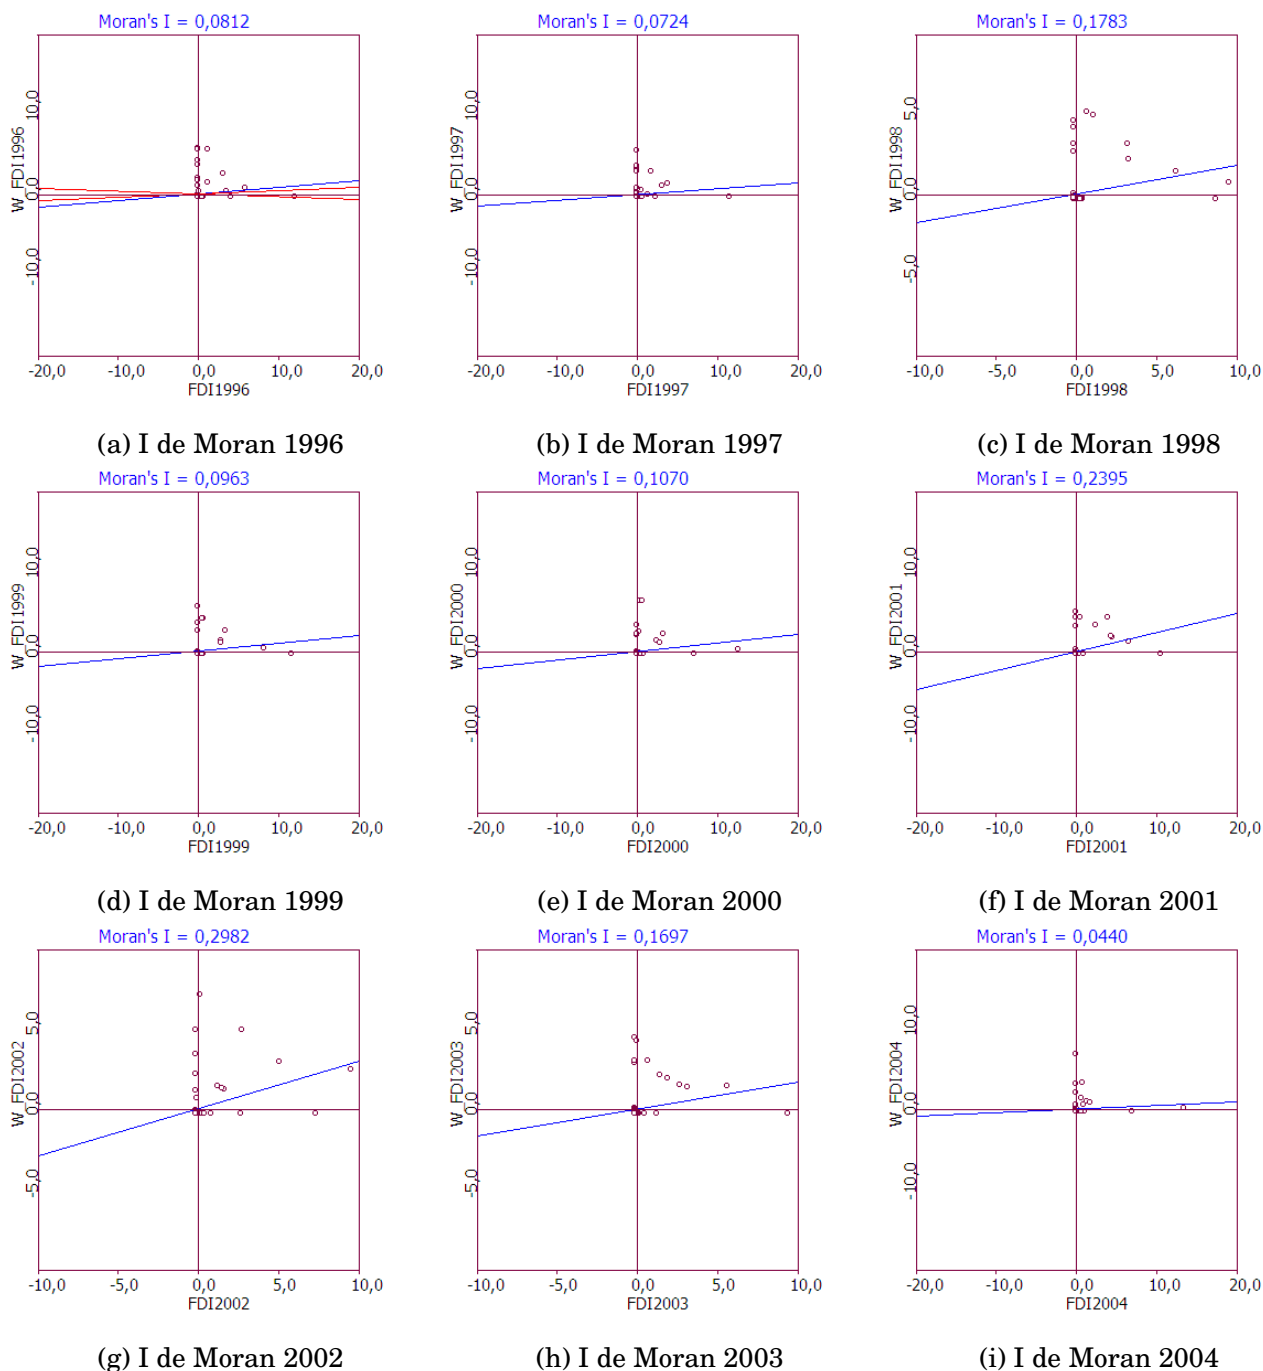 Moran's I = 0,0812
Moran's I = 0,0724
Moran's I = 0,1783
W_FDI1996
10,0
0,0
-10,0
W_FDI1997
10,0
0,0
-10,0
W_FDI1998
5,0
0,0
-5,0
-20,0 -10,0 0,0 10,0 20,0
FDI1996
-20,0 -10,0 0,0 10,0 20,0
FDI1997
-10,0 -5,0 0,0 5,0 10,0
FDI1998
(a) I de Moran 1996
(b) I de Moran 1997
(c) I de Moran 1998
Moran's I = 0,0963
Moran's I = 0,1070
Moran's I = 0,2395
W_FDI1999
10,0
0,0
-10,0
W_FDI2000
10,0
0,0
-10,0
W_FDI2001
10,0
0,0
-10,0
-20,0 -10,0 0,0 10,0 20,0
FDI1999
-20,0 -10,0 0,0 10,0 20,0
FDI2000
-20,0 -10,0 0,0 10,0 20,0
FDI2001
(d) I de Moran 1999
(e) I de Moran 2000
(f) I de Moran 2001
Moran's I = 0,2982
Moran's I = 0,1697
Moran's I = 0,0440
W_FDI2002
5,0
0,0
-5,0
W_FDI2003
5,0
0,0
-5,0
W_FDI2004
10,0
0,0
-10,0
-10,0 -5,0 0,0 5,0 10,0
FDI2002
-10,0 -5,0 0,0 5,0 10,0
FDI2003
-20,0 -10,0 0,0 10,0 20,0
FDI2004
(g) I de Moran 2002
(h) I de Moran 2003
(i) I de Moran 2004